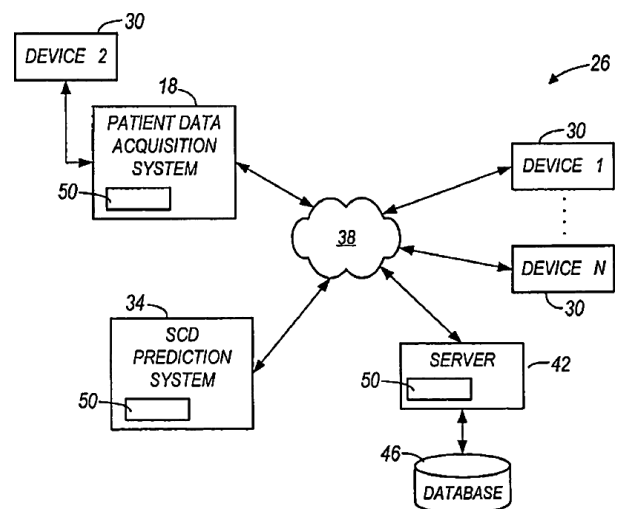 30
DEVICE 2
18
PATIENT DATA
ACQUISITION
SYSTEM
50
26
30
DEVICE 1
38
DEVICE N
30
34
SCD
PREDICTION
SYSTEM
50
SERVER
42
50
46
DATABASE